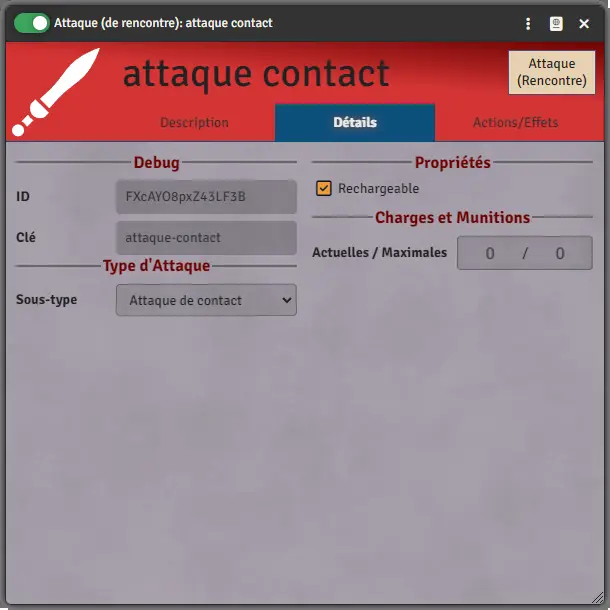 Attaque (de rencontre): attaque contact
attaque contact
Attaque
(Rencontre)
Description
Détails
Actions/Effets
Debug
ID
FXcAYO8pxZ43LF3B
Clé
attaque-contact
Type d'Attaque
Sous-type
Attaque de contact
Propriétés
Rechargeable
Charges et Munitions
Actuelles / Maximales
0 / 0